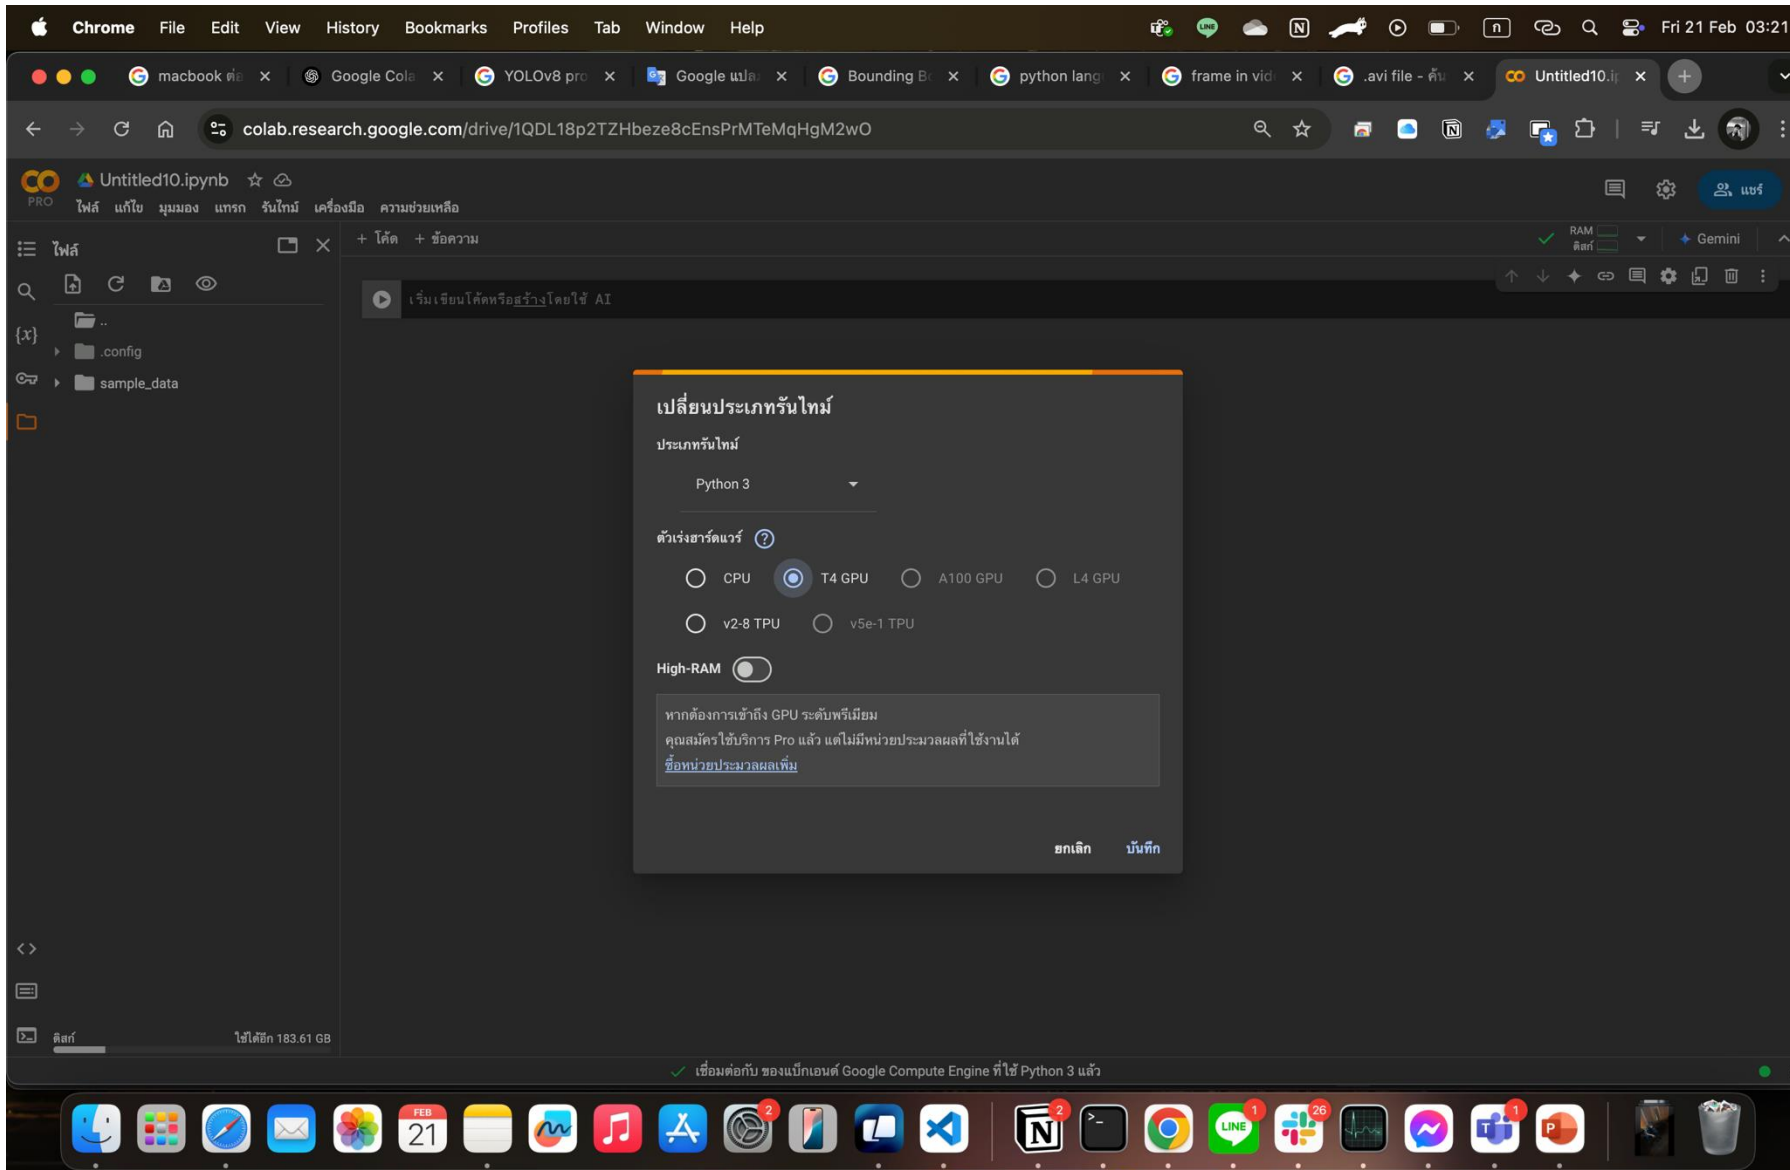 Chrome File Edit View History Bookmarks Profiles Tab Window Help Fri 21 Feb 03:21
macbook ต่อ Google Cola YOLOv8 pro Google แปล Bounding Bo python lang frame in vid .avi file - ค้น Untitled10.ip
colab.research.google.com/drive/1QDL18p2TZHbeze8cEnsPrMTeMqHgM2wO
CO Untitled10.ipynb
PRO ไฟล์ แก้ไข มุมมอง แทรก รันไทม์ เครื่องมือ ความช่วยเหลือ
แชร์
ไฟล์
+ โค้ด + ข้อความ
RAM
ดิสก์
Gemini
เริ่มเขียนโค้ดหรือสร้างโดยใช้ AI
{x}
..
.config
sample_data
เปลี่ยนประเภทรันไทม์
ประเภทรันไทม์
Python 3
ตัวเร่งฮาร์ดแวร์ ?
CPU T4 GPU A100 GPU L4 GPU
v2-8 TPU v5e-1 TPU
High-RAM
หากต้องการเข้าถึง GPU ระดับพรีเมียม
คุณสมัครใช้บริการ Pro แล้ว แต่ไม่มีหน่วยประมวลผลที่ใช้งานได้
ซื้อหน่วยประมวลผลเพิ่ม
ยกเลิก บันทึก
ดิสก์ ใช้ได้อีก 183.61 GB
เชื่อมต่อกับ ของแบ็กเอนด์ Google Compute Engine ที่ใช้ Python 3 แล้ว
FEB
21
2
2
LINE
1
26
1